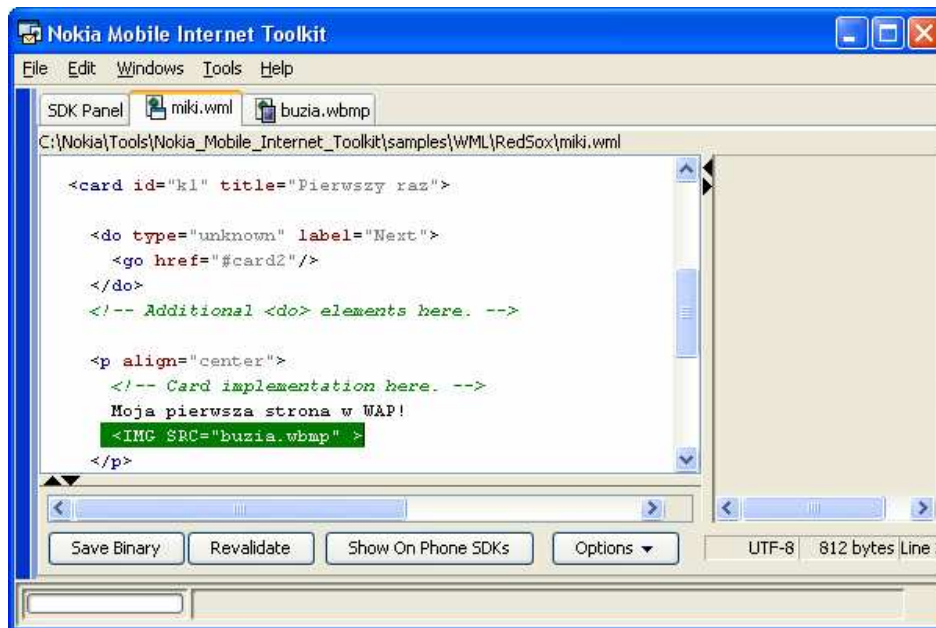 Nokia Mobile Internet Toolkit
File Edit Windows Tools Help
SDK Panel miki.wml buzia.wbmp
C:\Nokia\Tools\Nokia_Mobile_Internet_Toolkit\samples\WML\RedSox\miki.wml
<card id="k1" title="Pierwszy raz">
<do type="unknown" label="Next">
<go href="#card2"/>
</do>
<!-- Additional <do> elements here. -->
<p align="center">
<!-- Card implementation here. -->
Moja pierwsza strona w WAP!
<IMG SRC="buzia.wbmp" >
</p>
Save Binary Revalidate Show On Phone SDKs Options UTF-8 812 bytes Line